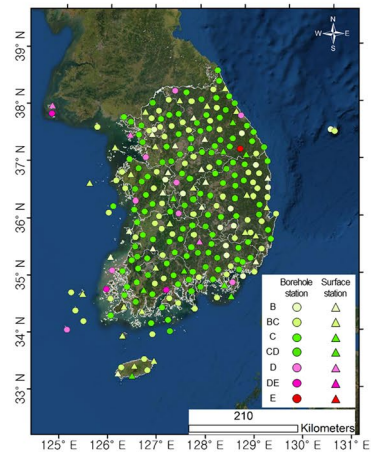 N
W E
S
39° N
38° N
37° N
36° N
35° N
34° N
33° N
Borehole station Surface station
B
BC
C
CD
D
DE
E
210
Kilometers
125° E 126° E 127° E 128° E 129° E 130° E 131° E